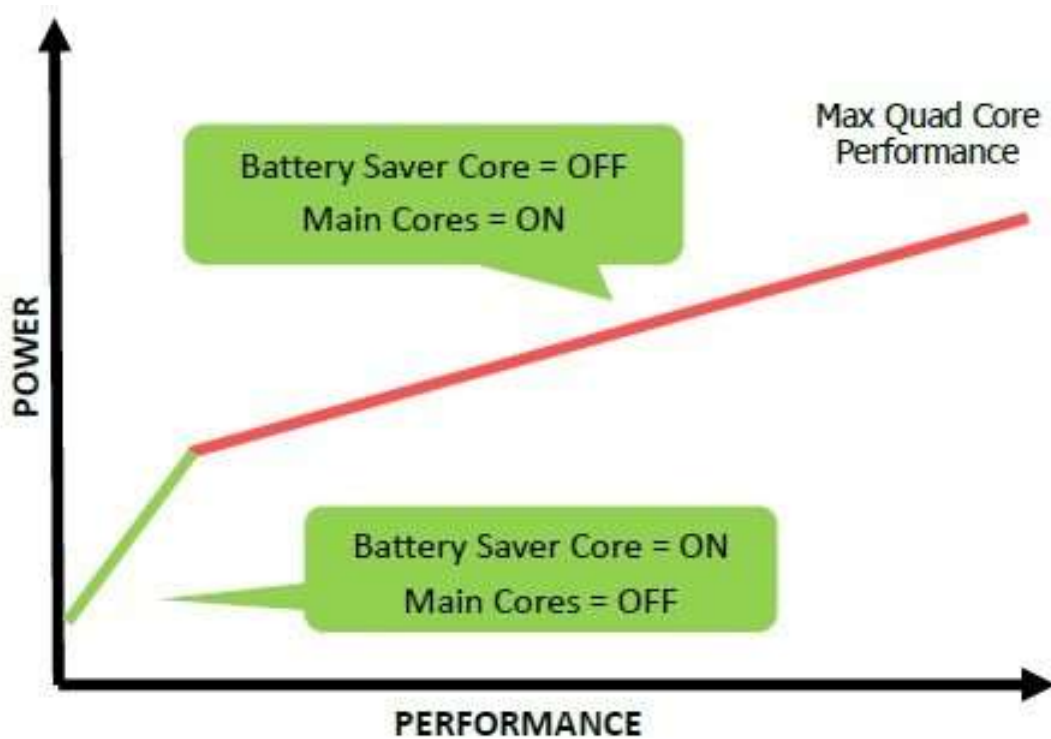 Max Quad Core
Performance
Battery Saver Core = OFF
Main Cores = ON
POWER
Battery Saver Core = ON
Main Cores = OFF
PERFORMANCE